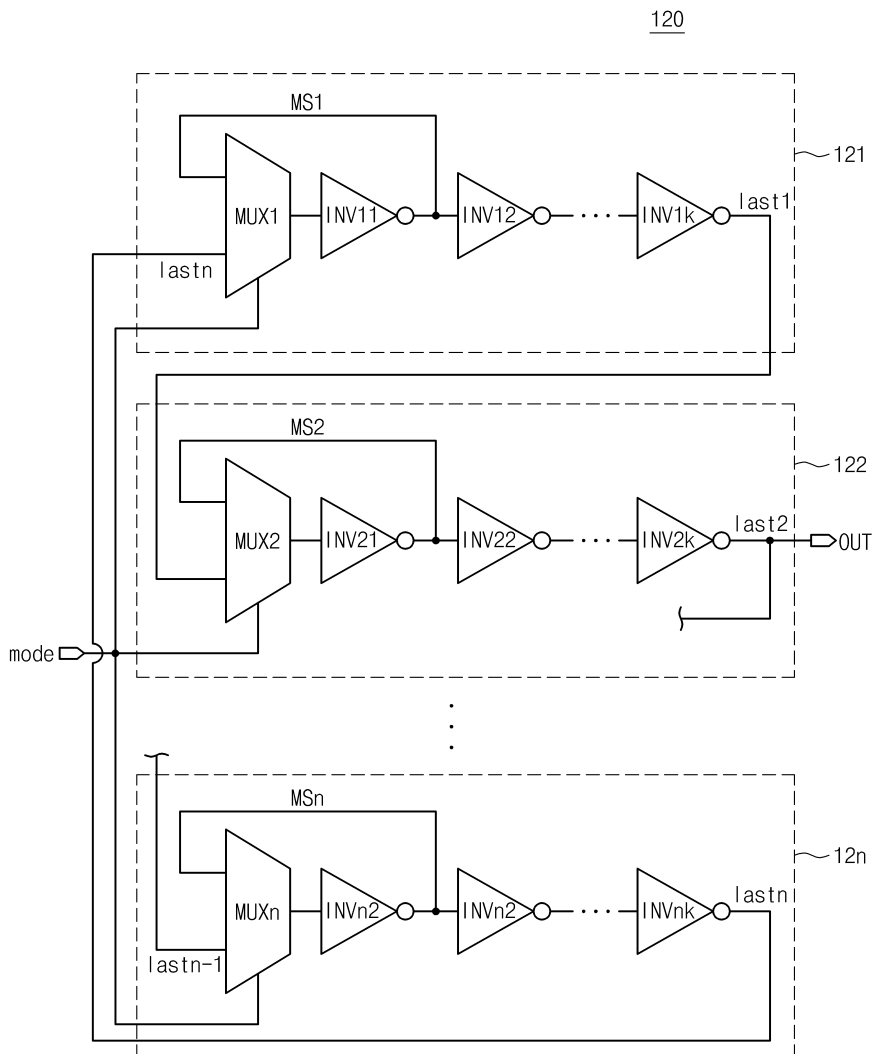 120
MS1
121
MUX1
INV11
INV12
INV1k
last1
lastn
MS2
122
MUX2
INV21
INV22
INV2k
last2
OUT
mode
MSn
12n
MUXn
INVn2
INVn2
INVnk
lastn
lastn-1